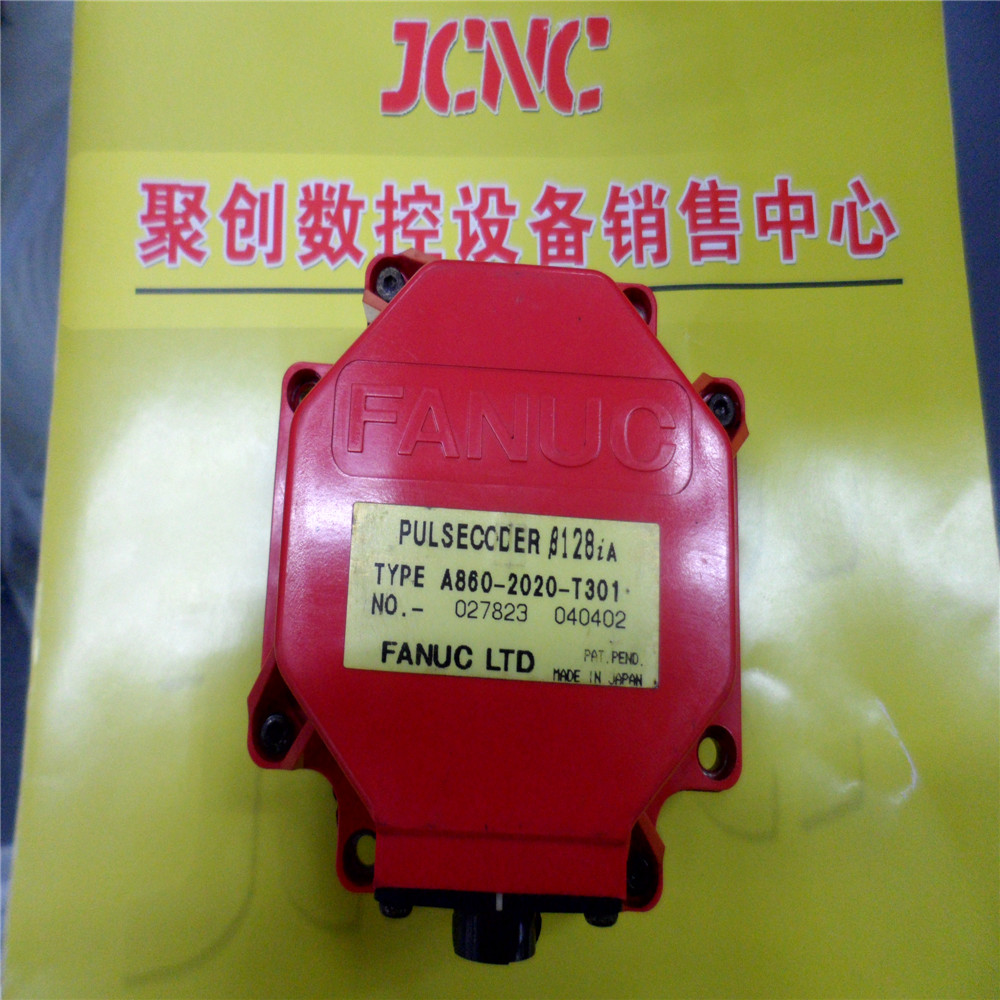 JCNC
聚创数控设备销售中心
FANUC
PULSECODER β128iA
TYPE A860-2020-T301
NO.- 027823 040402
FANUC LTD PAT.PEND.
MADE IN JAPAN